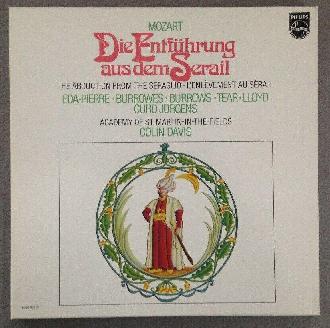 PHILIPS
MOZART
Die Entführung
aus dem Serail
THE ABDUCTION FROM THE SERAGLIO · L'ENLÈVEMENT AU SÉRAIL
EDA-PIERRE · BURROWES · BURROWS · TEAR · LLOYD
CURD JÜRGENS
ACADEMY OF ST. MARTIN-IN-THE-FIELDS
COLIN DAVIS